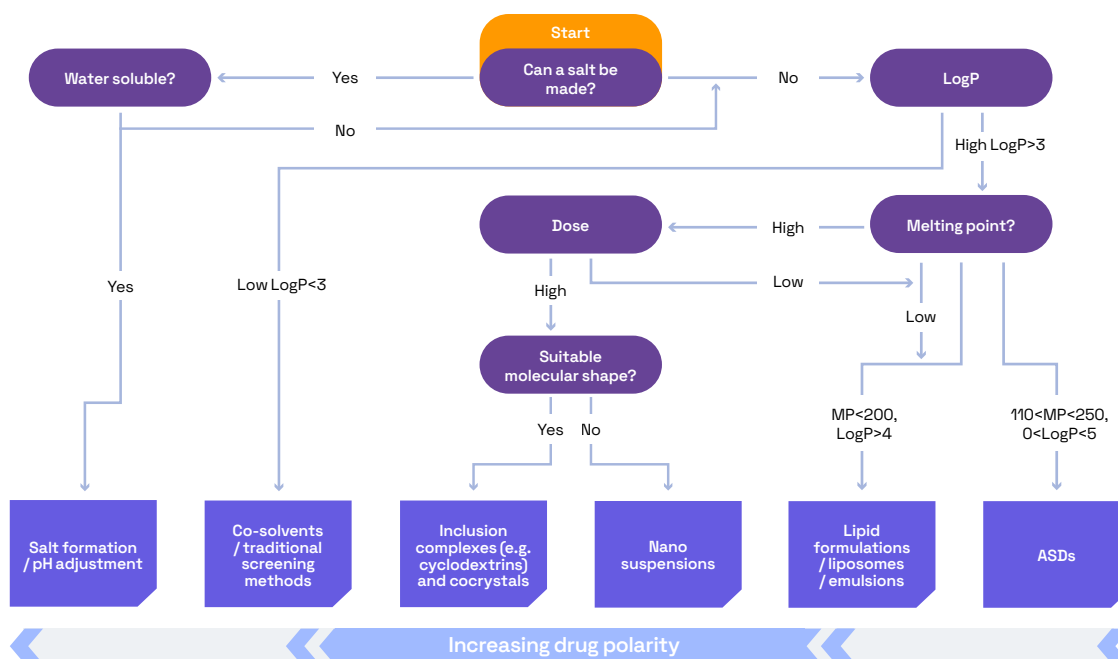 Start
Water soluble?
Yes
Can a salt be
made?
No
LogP
No
High LogP>3
Dose
High
Melting point?
Yes
Low LogP<3
High
Low
Low
Suitable
molecular shape?
MP<200,
LogP>4
110<MP<250,
0<LogP<5
Yes
No
Salt formation
/ pH adjustment
Co-solvents
/ traditional
screening
methods
Inclusion
complexes (e.g.
cyclodextrins)
and cocrystals
Nano
suspensions
Lipid
formulations
/ liposomes
/ emulsions
ASDs
Increasing drug polarity